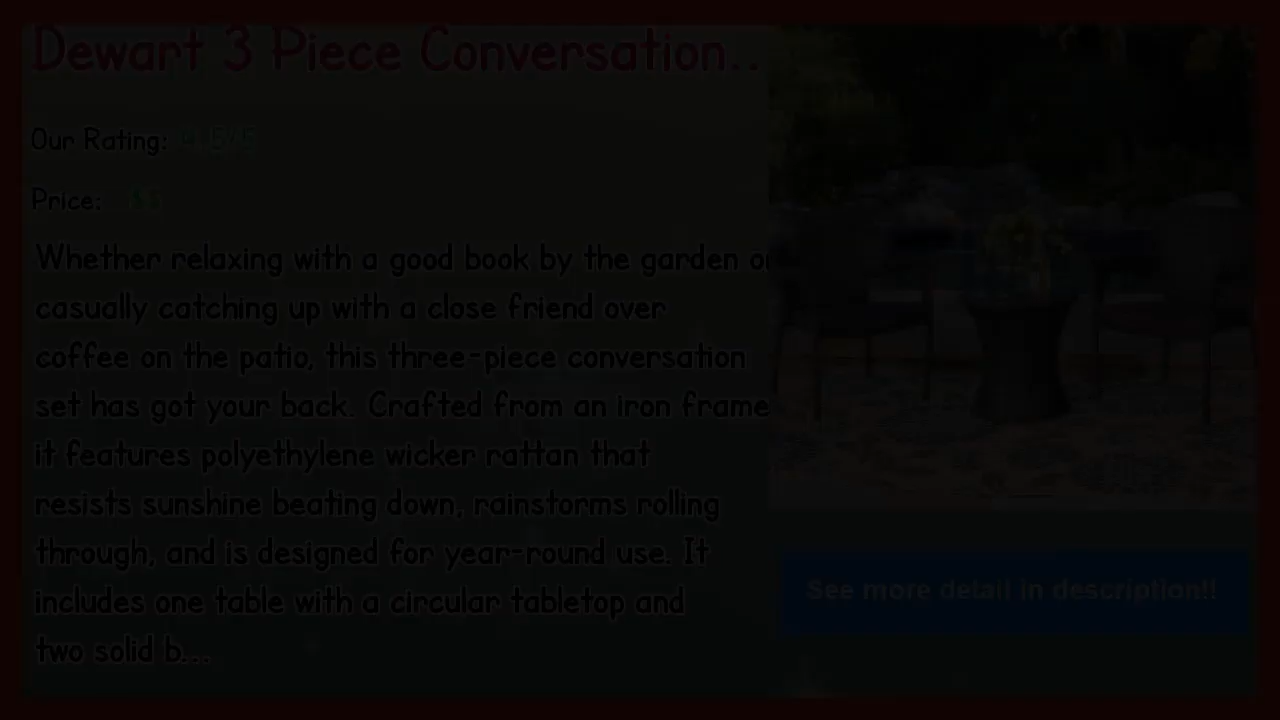 Dewart 3 Piece Conversation..
Our Rating: 4.5/5
Price: $$
Whether relaxing with a good book by the garden or
casually catching up with a close friend over
coffee on the patio, this three-piece conversation
set has got your back. Crafted from an iron frame
it features polyethylene wicker rattan that
resists sunshine beating down, rainstorms rolling
through, and is designed for year-round use. It
includes one table with a circular tabletop and
two solid b...
See more detail in description!!